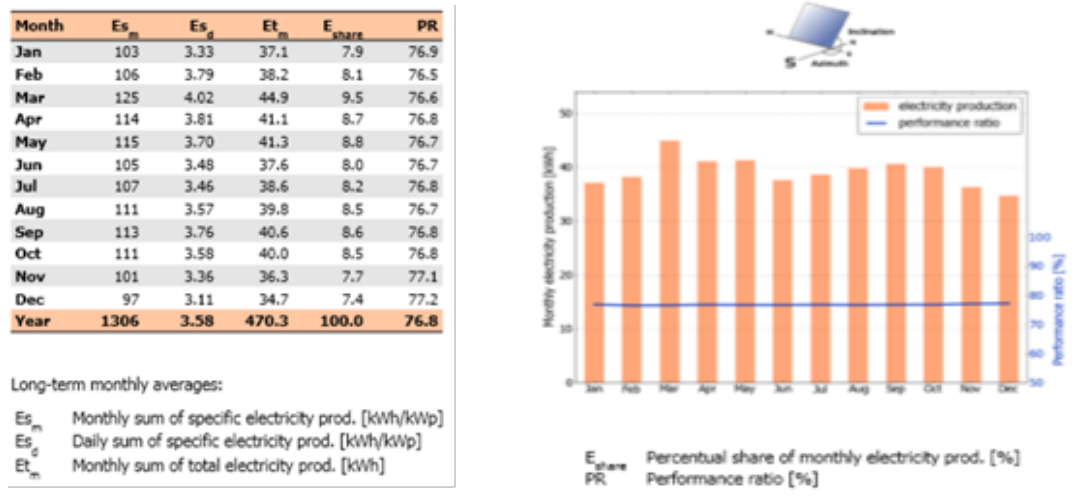 Month Es_m Es_d Et_m E_share PR
Jan 103 3.33 37.1 7.9 76.9
Feb 106 3.79 38.2 8.1 76.5
Mar 125 4.02 44.9 9.5 76.6
Apr 114 3.81 41.1 8.7 76.8
May 115 3.70 41.3 8.8 76.7
Jun 105 3.48 37.6 8.0 76.7
Jul 107 3.46 38.6 8.2 76.8
Aug 111 3.57 39.8 8.5 76.7
Sep 113 3.76 40.6 8.6 76.8
Oct 111 3.58 40.0 8.5 76.8
Nov 101 3.36 36.3 7.7 77.1
Dec 97 3.11 34.7 7.4 77.2
Year 1306 3.58 470.3 100.0 76.8
Long-term monthly averages:
Es_m Monthly sum of specific electricity prod. [kWh/kWp]
Es_d Daily sum of specific electricity prod. [kWh/kWp]
Et_m Monthly sum of total electricity prod. [kWh]
Inclination
S Azimuth
electricity production
performance ratio
Monthly electricity production [kWh]
50
40
30
20
10
0
Performance ratio [%]
100
90
80
70
60
50
Jan Feb Mar Apr May Jun Jul Aug Sep Oct Nov Dec
E_share Percentual share of monthly electricity prod. [%]
PR Performance ratio [%]